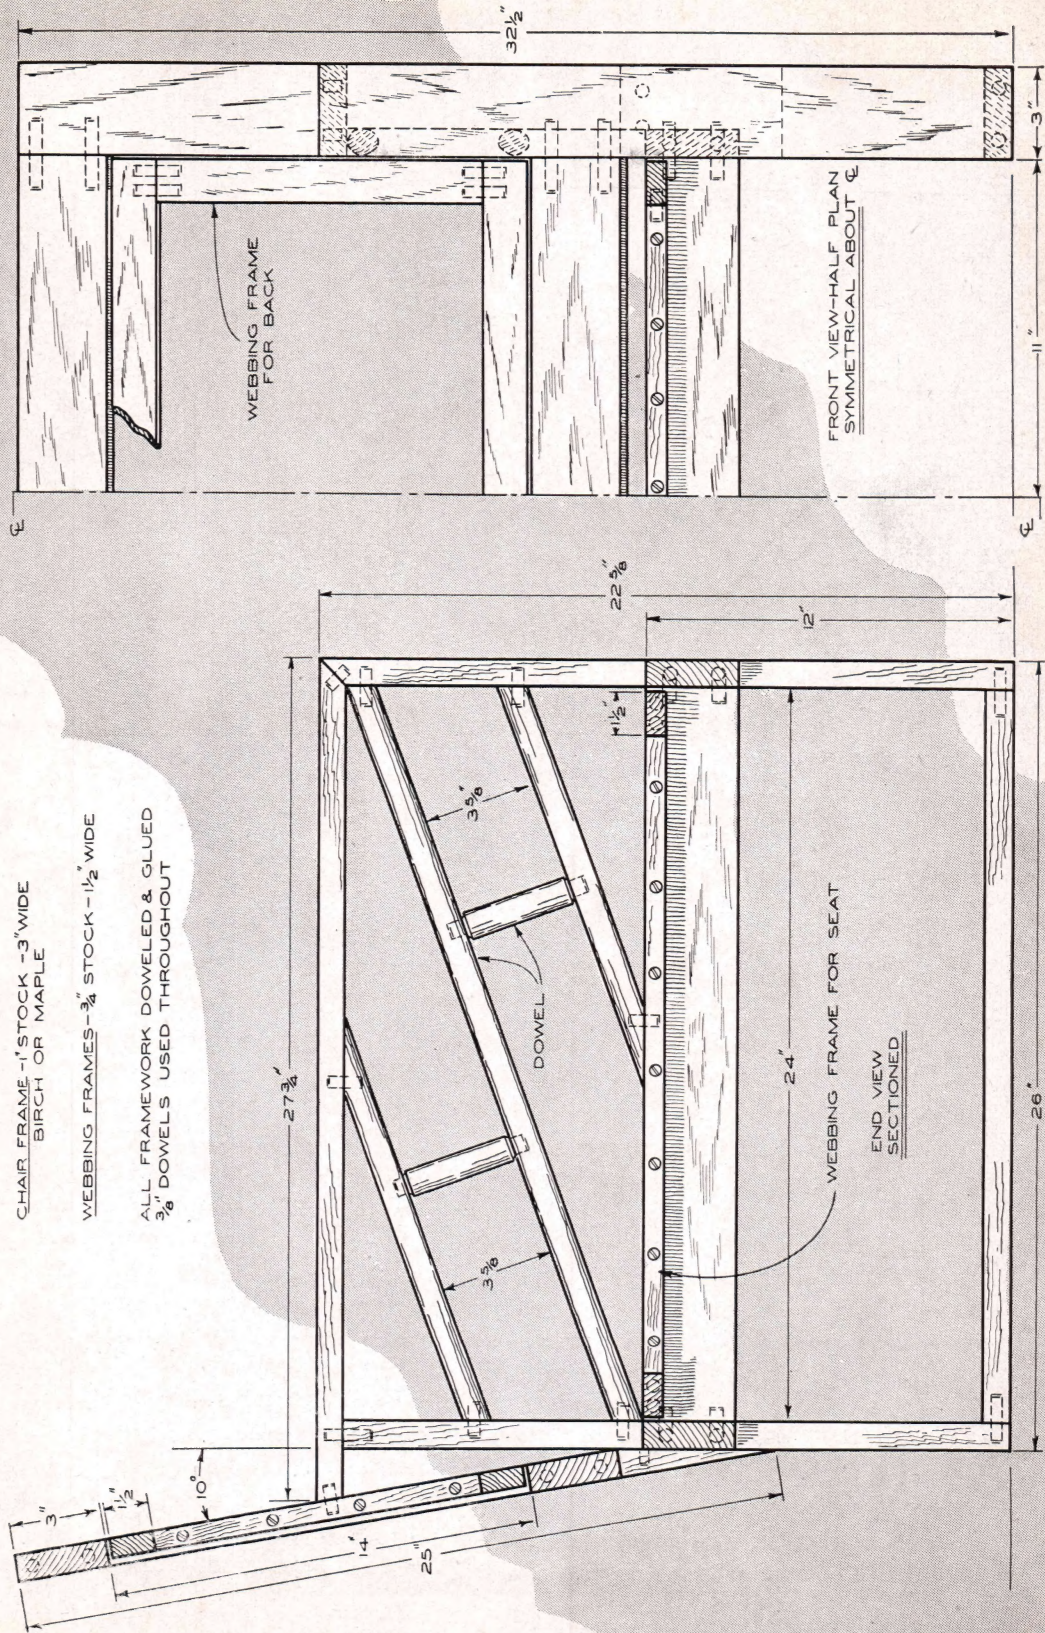 CHAIR FRAME -1" STOCK -3" WIDE
BIRCH OR MAPLE
WEBBING FRAMES-3/4" STOCK-1 1/2" WIDE
ALL FRAMEWORK DOWELED & GLUED
3/8" DOWELS USED THROUGHOUT
3"
1 1/2"
10°
14"
25"
27 3/4"
3 5/8"
3 5/8"
DOWEL
1 1/2"
22 5/8"
12"
24"
WEBBING FRAME FOR SEAT
END VIEW
SECTIONED
26"
℄
32 1/2"
WEBBING FRAME
FOR BACK
FRONT VIEW-HALF PLAN
SYMMETRICAL ABOUT ℄
℄
11"
3"